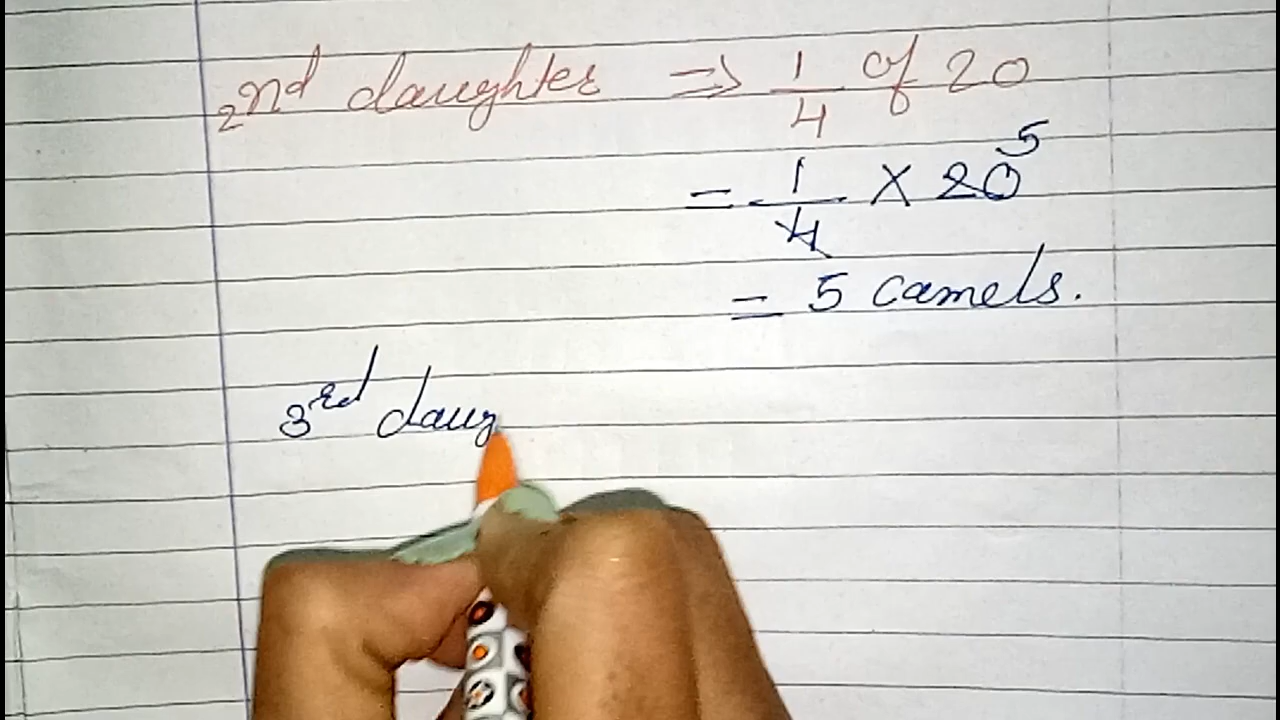 2nd daughter ⇒ 1/4 of 20
= 1/4 × 20 5
= 5 camels.
3rd daug